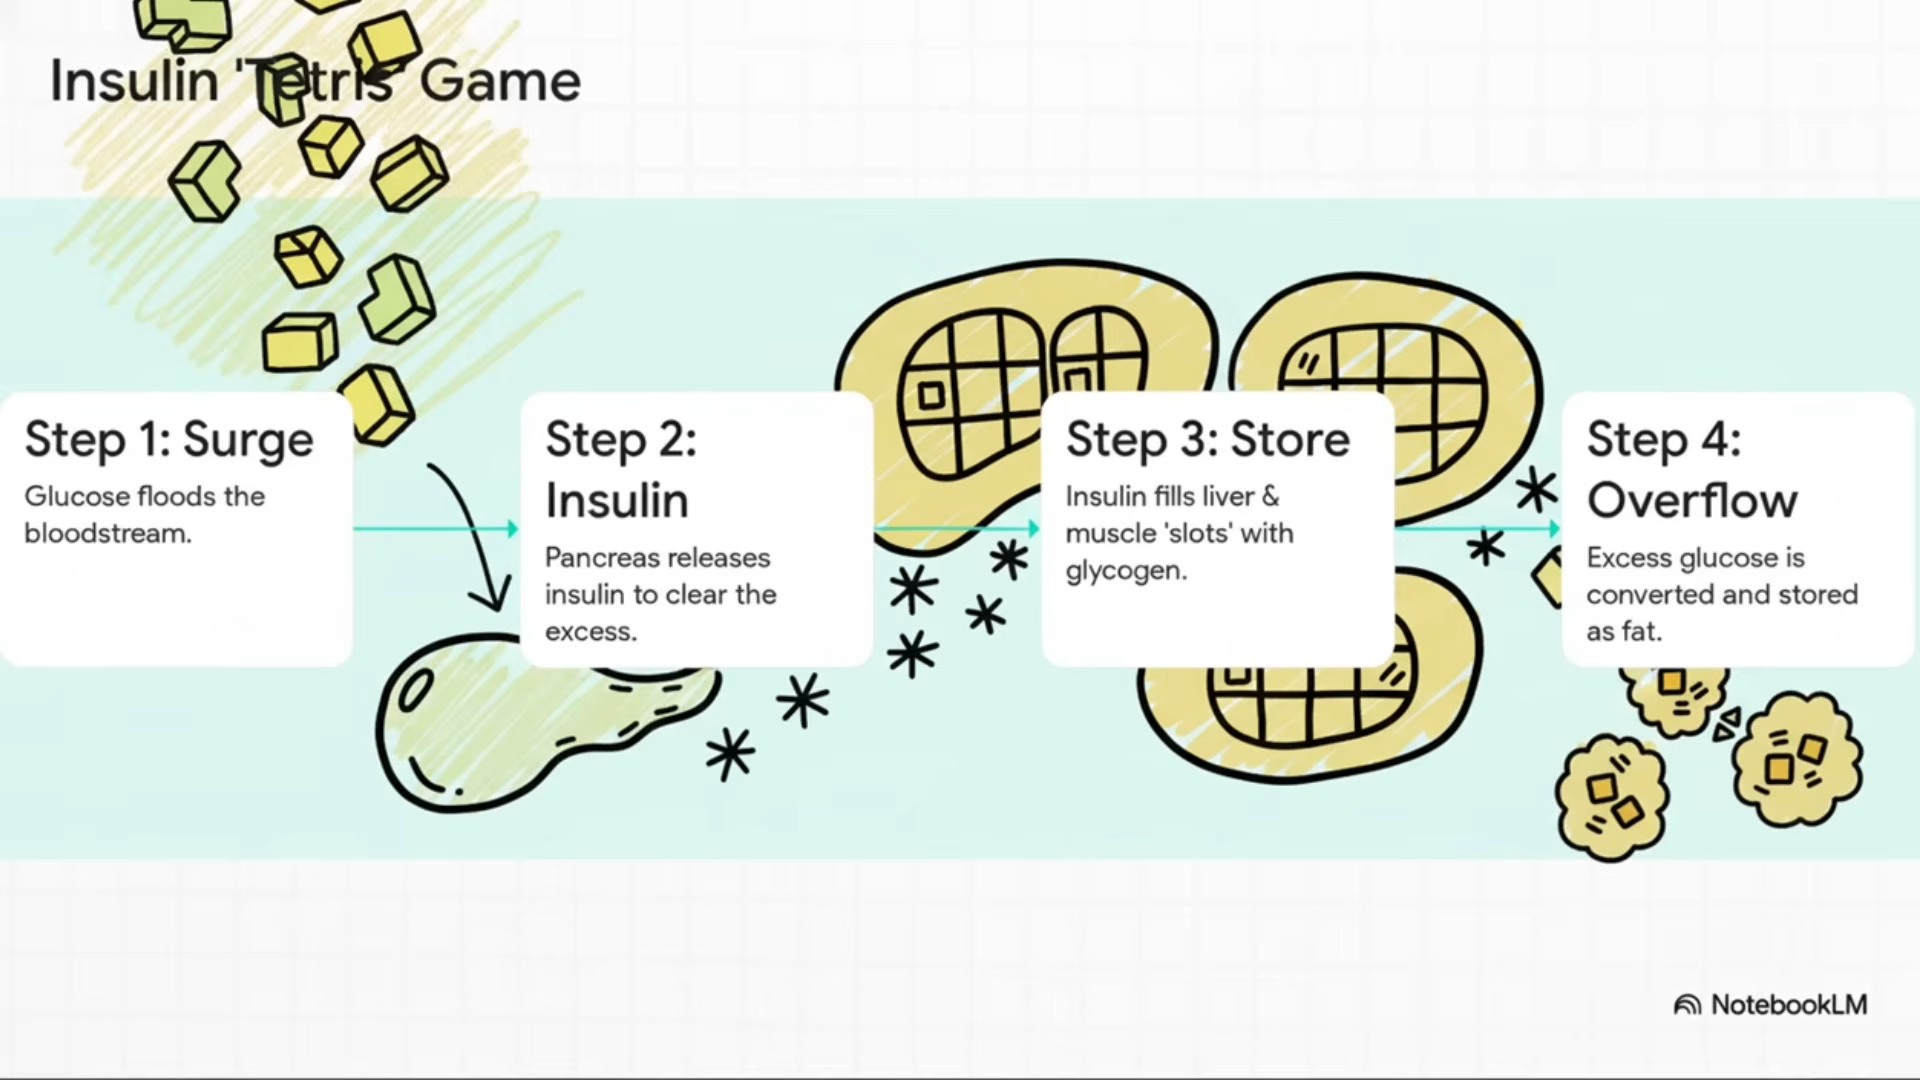 Insulin 'Tetris' Game
Step 1: Surge
Glucose floods the
bloodstream.
Step 2:
Insulin
Pancreas releases
insulin to clear the
excess.
Step 3: Store
Insulin fills liver &
muscle 'slots' with
glycogen.
Step 4:
Overflow
Excess glucose is
converted and stored
as fat.
NotebookLM